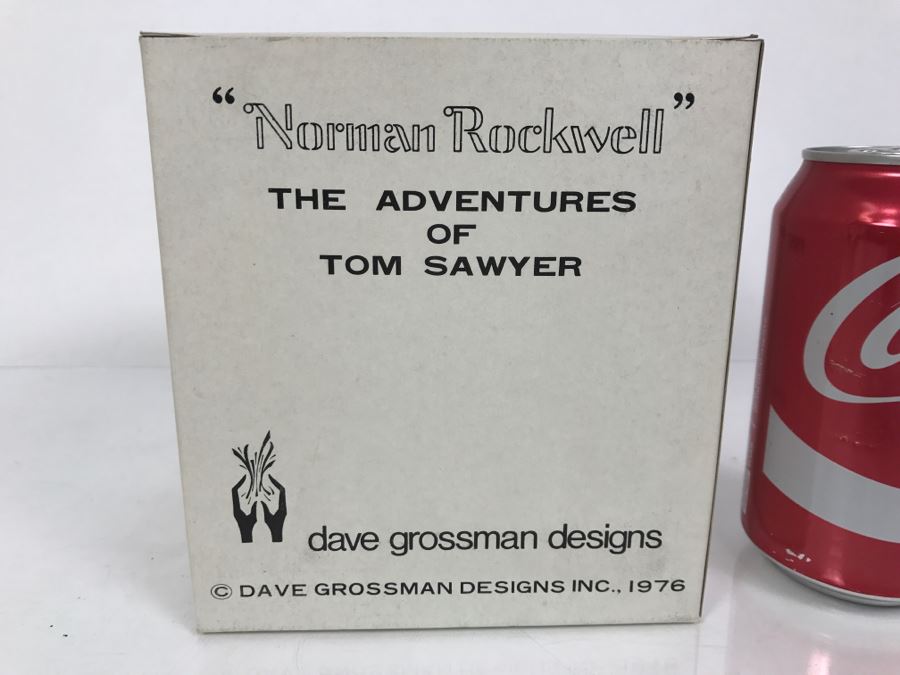 “Norman Rockwell”
THE ADVENTURES
OF
TOM SAWYER
dave grossman designs
© DAVE GROSSMAN DESIGNS INC., 1976